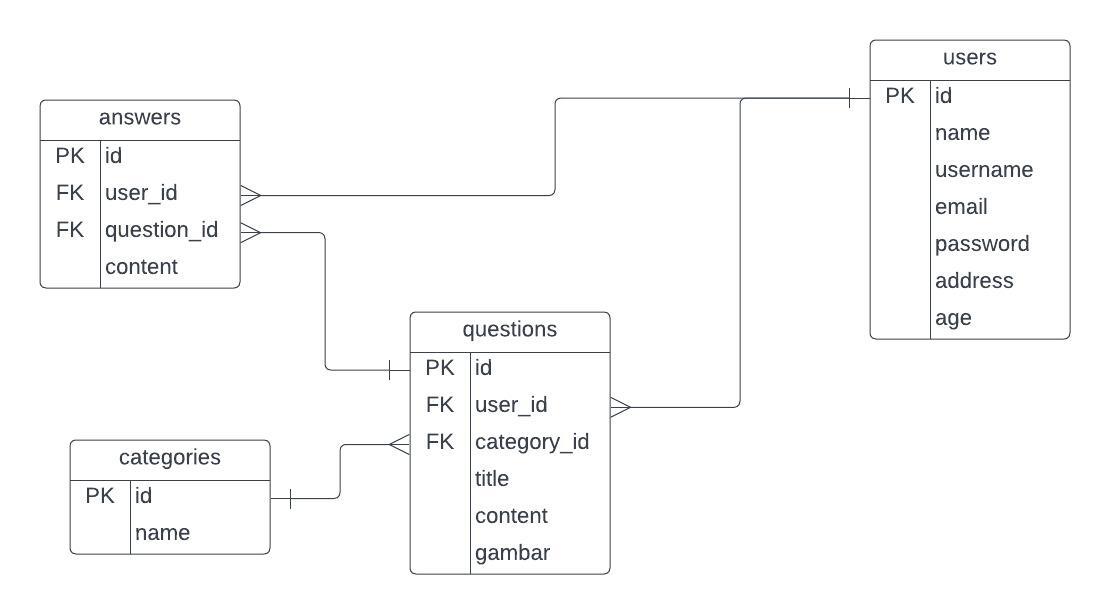 users
PK id
name
username
email
password
address
age
answers
PK id
FK user_id
FK question_id
content
questions
PK id
FK user_id
FK category_id
title
content
gambar
categories
PK id
name